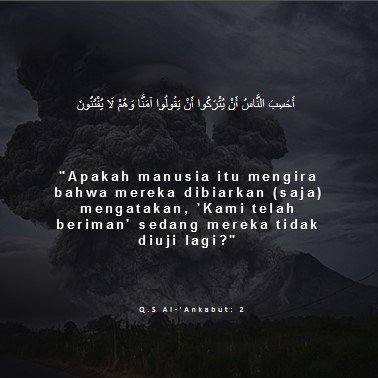 أَحَسِبَ النَّاسُ أَنْ يُتْرَكُوا أَنْ يَقُولُوا آمَنَّا وَهُمْ لَا يُفْتَنُونَ
"Apakah manusia itu mengira
bahwa mereka dibiarkan (saja)
mengatakan, 'Kami telah
beriman' sedang mereka tidak
diuji lagi?"
Q.S Al-'Ankabut: 2